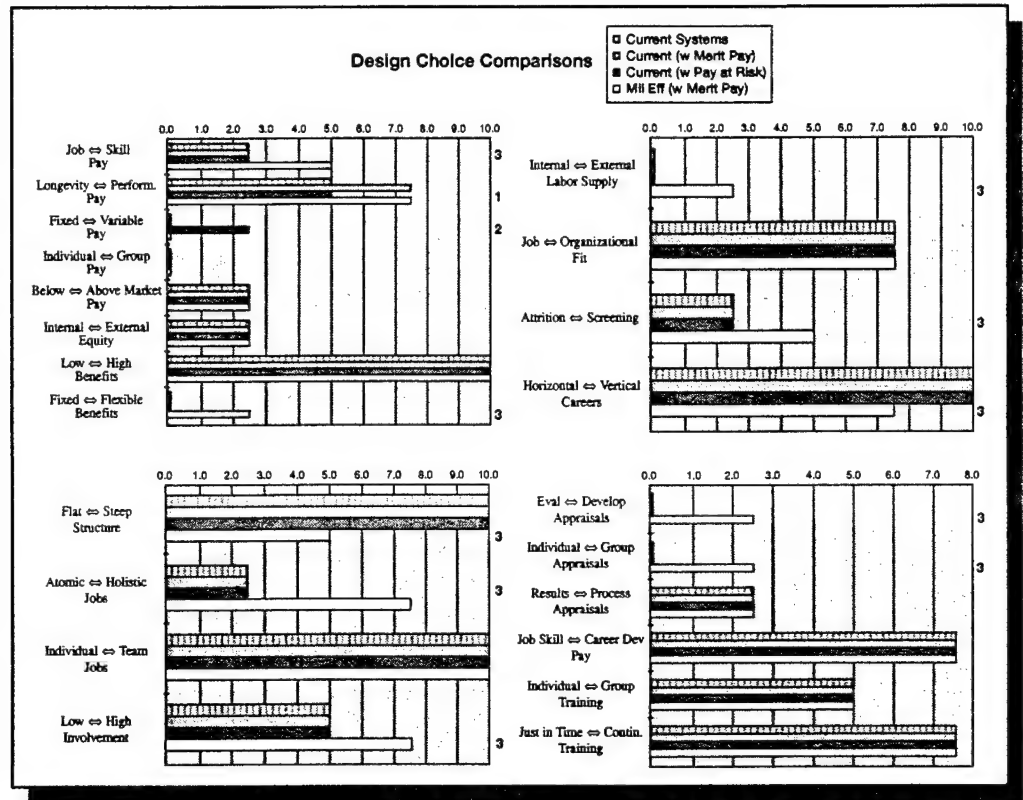 Design Choice Comparisons
Current Systems
Current (w Merit Pay)
Current (w Pay at Risk)
Mil Eff (w Merit Pay)
0.0 1.0 2.0 3.0 4.0 5.0 6.0 7.0 8.0 9.0 10.0
Job ⇔ Skill
Pay
3
Longevity ⇔ Perform.
Pay
1
Fixed ⇔ Variable
Pay
2
Individual ⇔ Group
Pay
Below ⇔ Above Market
Pay
Internal ⇔ External
Equity
Low ⇔ High
Benefits
Fixed ⇔ Flexible
Benefits
3
0.0 1.0 2.0 3.0 4.0 5.0 6.0 7.0 8.0 9.0 10.0
Internal ⇔ External
Labor Supply
3
Job ⇔ Organizational
Fit
Attrition ⇔ Screening
3
Horizontal ⇔ Vertical
Careers
3
0.0 1.0 2.0 3.0 4.0 5.0 6.0 7.0 8.0 9.0 10.0
Flat ⇔ Steep
Structure
3
Atomic ⇔ Holistic
Jobs
3
Individual ⇔ Team
Jobs
Low ⇔ High
Involvement
3
0.0 1.0 2.0 3.0 4.0 5.0 6.0 7.0 8.0
Eval ⇔ Develop
Appraisals
3
Individual ⇔ Group
Appraisals
3
Results ⇔ Process
Appraisals
Job Skill ⇔ Career Dev
Pay
Individual ⇔ Group
Training
Just in Time ⇔ Contin.
Training